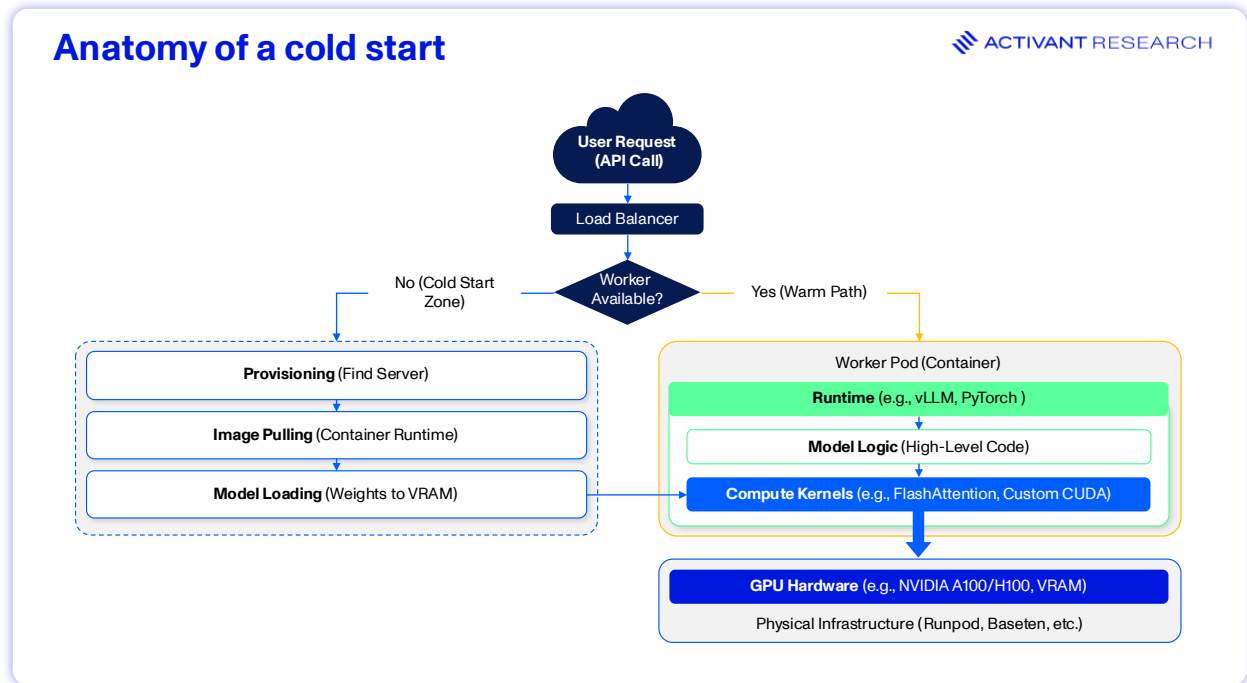 Anatomy of a cold start
ACTIVANT RESEARCH
User Request
(API Call)
Load Balancer
Worker
Available?
No (Cold Start
Zone)
Yes (Warm Path)
Provisioning (Find Server)
Image Pulling (Container Runtime)
Model Loading (Weights to VRAM)
Worker Pod (Container)
Runtime (e.g., vLLM, PyTorch )
Model Logic (High-Level Code)
Compute Kernels (e.g., FlashAttention, Custom CUDA)
GPU Hardware (e.g., NVIDIA A100/H100, VRAM)
Physical Infrastructure (Runpod, Baseten, etc.)